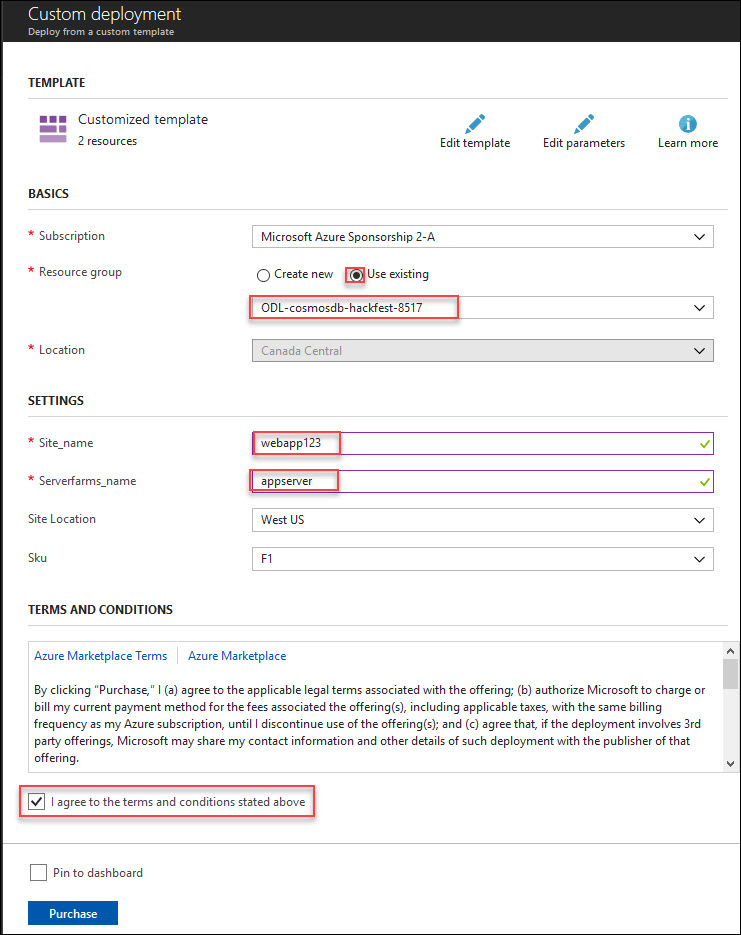 Custom deployment
Deploy from a custom template
TEMPLATE
Customized template
2 resources
Edit template
Edit parameters
Learn more
BASICS
* Subscription
Microsoft Azure Sponsorship 2-A
* Resource group
Create new
Use existing
ODL-cosmosdb-hackfest-8517
* Location
Canada Central
SETTINGS
* Site_name
webapp123
* Serverfarms_name
appserver
Site Location
West US
Sku
F1
TERMS AND CONDITIONS
Azure Marketplace Terms
Azure Marketplace
By clicking "Purchase," I (a) agree to the applicable legal terms associated with the offering; (b) authorize Microsoft to charge or
bill my current payment method for the fees associated the offering(s), including applicable taxes, with the same billing
frequency as my Azure subscription, until I discontinue use of the offering(s); and (c) agree that, if the deployment involves 3rd
party offerings, Microsoft may share my contact information and other details of such deployment with the publisher of that
offering.
I agree to the terms and conditions stated above
Pin to dashboard
Purchase